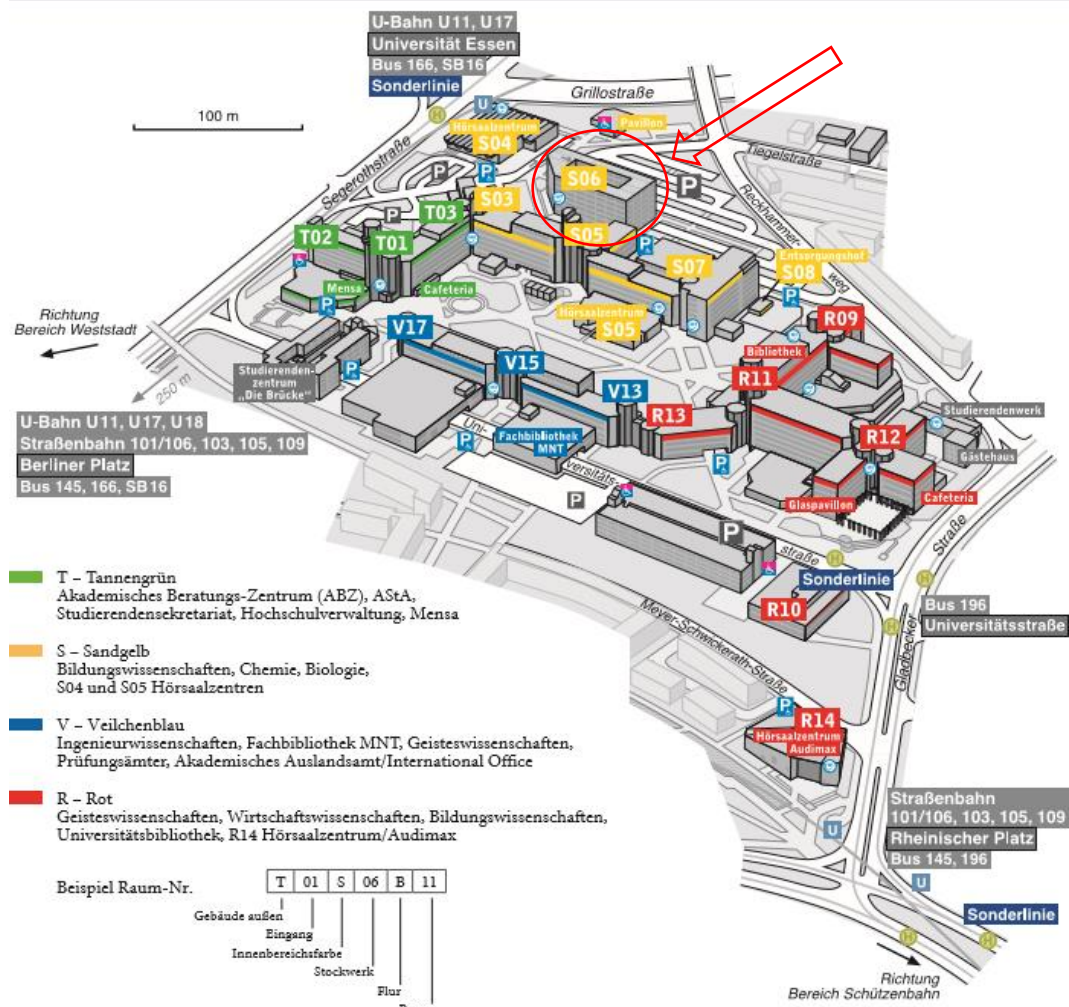 U-Bahn U11, U17
Universität Essen
Bus 166, SB16
Sonderlinie
100 m
Grillostraße
Segerothstraße
Tiegelstraße
Reckhammer-
weg
U
H
Hörsaalzentrum
S04
Pavillon
P
P
S06
P
P
S03
T03
T02
T01
S05
P
S07
Entsorgungshof
S08
P
Mensa
Cafeteria
P
Hörsaalzentrum
S05
Richtung
Bereich Weststadt
250 m
V17
R09
Bibliothek
V15
R11
Studierenden-
zentrum
„Die Brücke“
P
V13
R13
Studierendenwerk
Gästehaus
R12
U-Bahn U11, U17, U18
Straßenbahn 101/106, 103, 105, 109
Berliner Platz
Bus 145, 166, SB16
Uni-
P
Fachbibliothek
MNT
versitäts-
straße
P
P
P
Glaspavillon
Cafeteria
Gladbecker
Straße
H
Sonderlinie
H
H
Bus 196
Universitätsstraße
R10
Meyer-Schwickerath-Straße
P
R14
Hörsaalzentrum
Audimax
T – Tannengrün
Akademisches Beratungs-Zentrum (ABZ), AStA,
Studierendensekretariat, Hochschulverwaltung, Mensa
S – Sandgelb
Bildungswissenschaften, Chemie, Biologie,
S04 und S05 Hörsaalzentren
V – Veilchenblau
Ingenieurwissenschaften, Fachbibliothek MNT, Geisteswissenschaften,
Prüfungsämter, Akademisches Auslandsamt/International Office
R – Rot
Geisteswissenschaften, Wirtschaftswissenschaften, Bildungswissenschaften,
Universitätsbibliothek, R14 Hörsaalzentrum/Audimax
Straßenbahn
101/106, 103, 105, 109
Rheinischer Platz
Bus 145, 196
U
U
Sonderlinie
H
H
Richtung
Bereich Schützenbahn
Beispiel Raum-Nr.
T 01 S 06 B 11
Gebäude außen
Eingang
Innenbereichsfarbe
Stockwerk
Flur